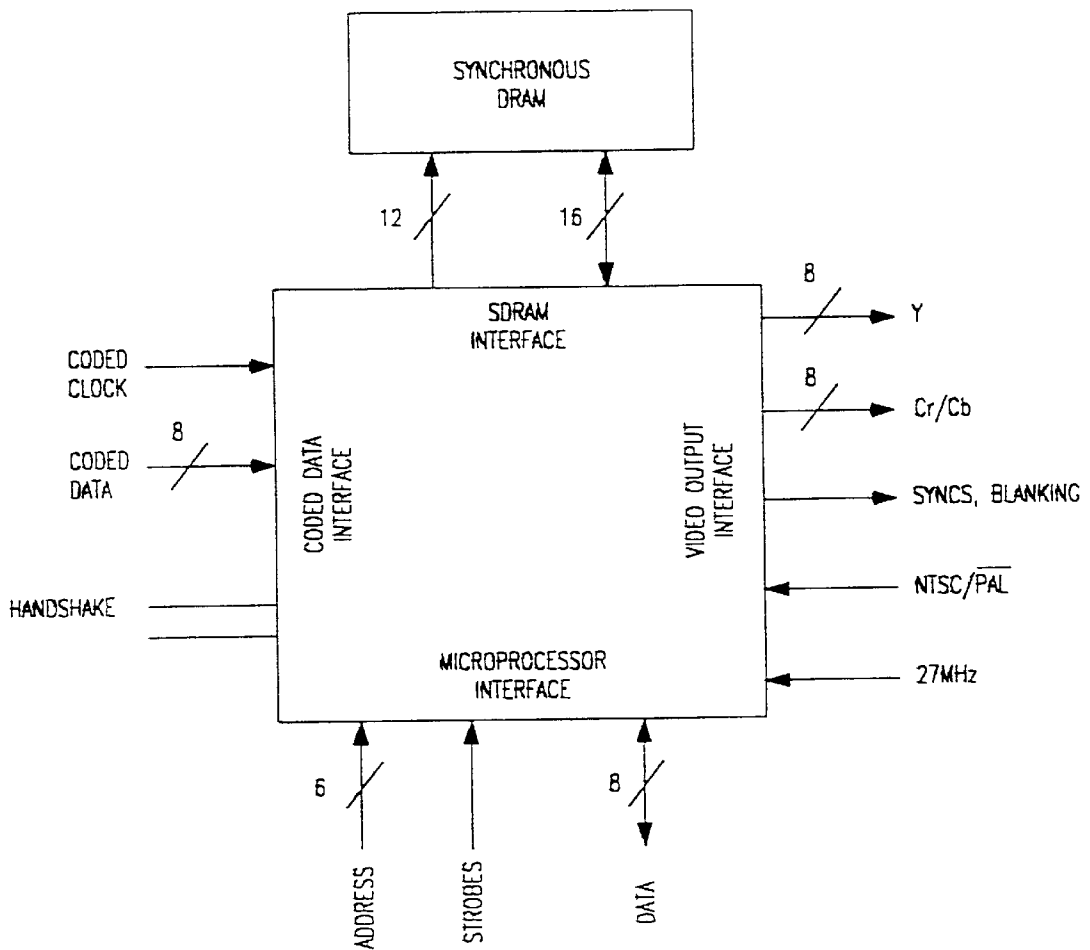 SYNCHRONOUS
DRAM
12
16
8
SDRAM
INTERFACE
Y
CODED
CLOCK
8
Cr/Cb
8
CODED
DATA
CODED DATA
INTERFACE
VIDEO OUTPUT
INTERFACE
SYNCS, BLANKING
NTSC/P̅A̅L̅
HANDSHAKE
MICROPROCESSOR
INTERFACE
27MHz
6
8
ADDRESS
STROBES
DATA